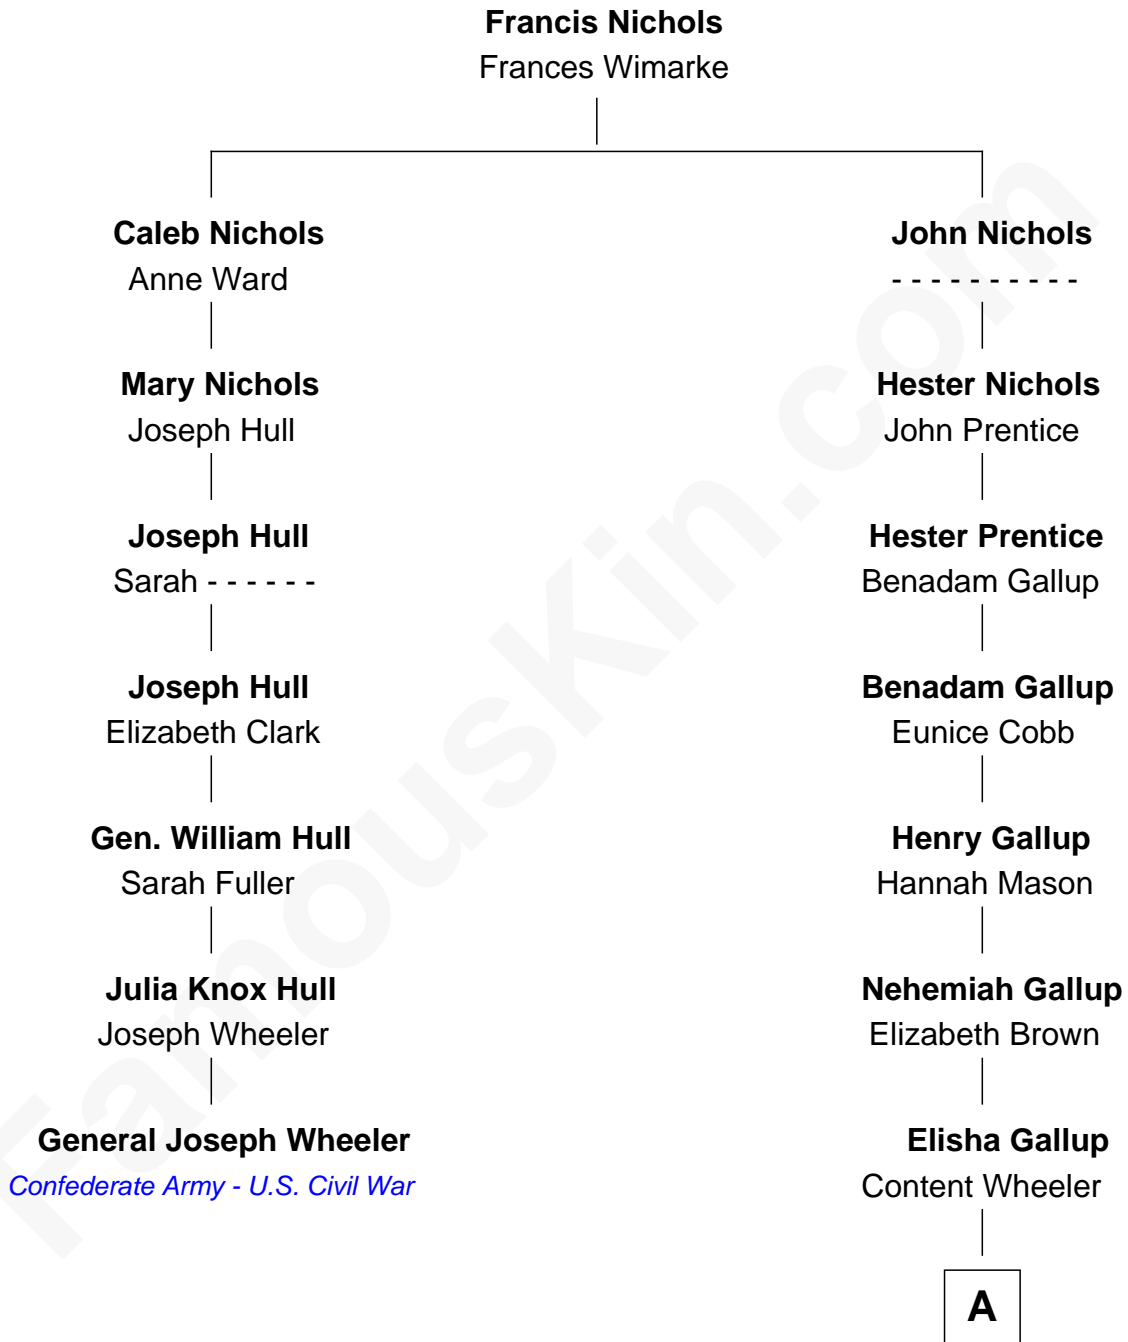 Francis Nichols
Frances Wimarke
Caleb Nichols
Anne Ward
John Nichols
- - - - - - - - - -
Mary Nichols
Joseph Hull
Hester Nichols
John Prentice
Joseph Hull
Sarah - - - - - -
Hester Prentice
Benadam Gallup
Joseph Hull
Elizabeth Clark
Benadam Gallup
Eunice Cobb
Gen. William Hull
Sarah Fuller
Henry Gallup
Hannah Mason
Julia Knox Hull
Joseph Wheeler
Nehemiah Gallup
Elizabeth Brown
General Joseph Wheeler
Confederate Army - U.S. Civil War
Elisha Gallup
Content Wheeler
A
FamousKin.com